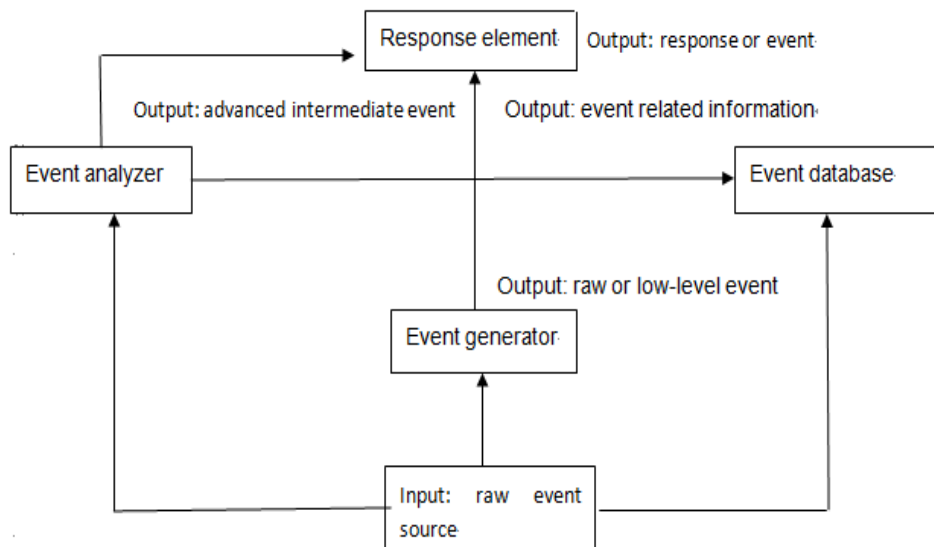 Response element
Output: response or event
Output: advanced intermediate event
Output: event related information
Event analyzer
Event database
Output: raw or low-level event
Event generator
Input: raw event
source